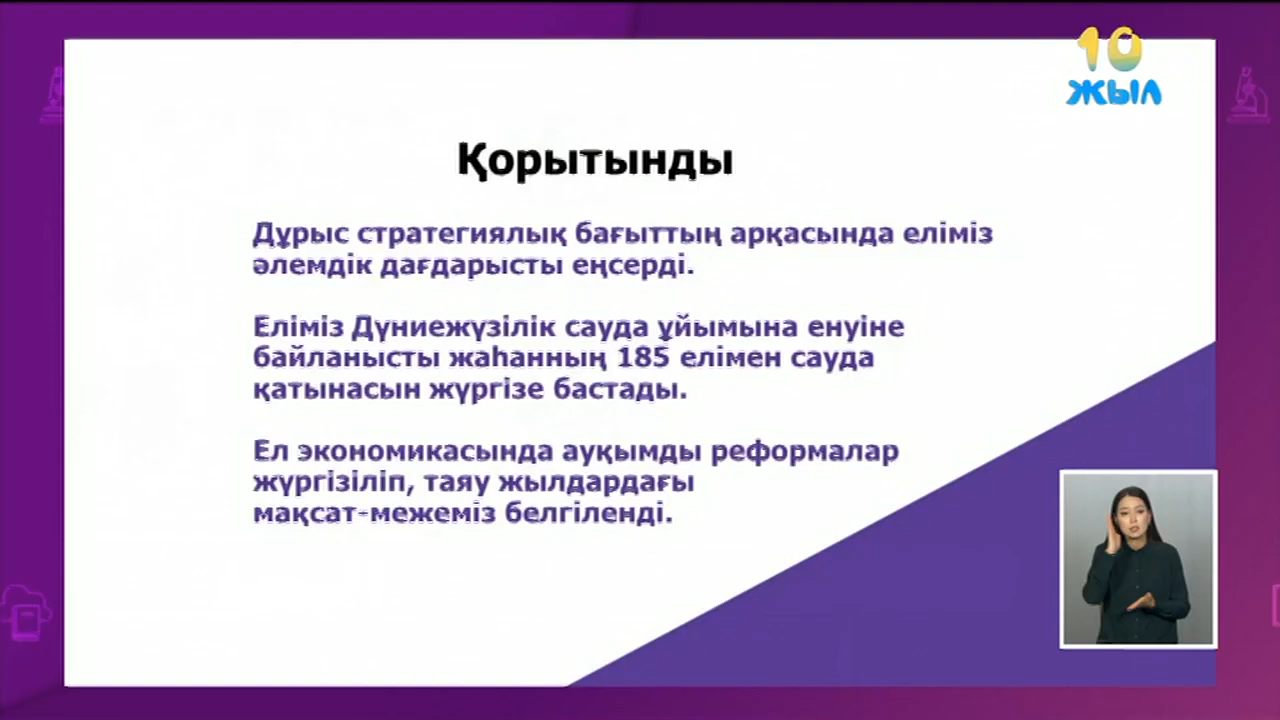 10
ЖЫЛ
Қорытынды
Дұрыс стратегиялық бағыттың арқасында еліміз
әлемдік дағдарысты еңсерді.
Еліміз Дүниежүзілік сауда ұйымына енуіне
байланысты жаһанның 185 елімен сауда
қатынасын жүргізе бастады.
Ел экономикасында ауқымды реформалар
жүргізіліп, таяу жылдардағы
мақсат-межеміз белгіленді.